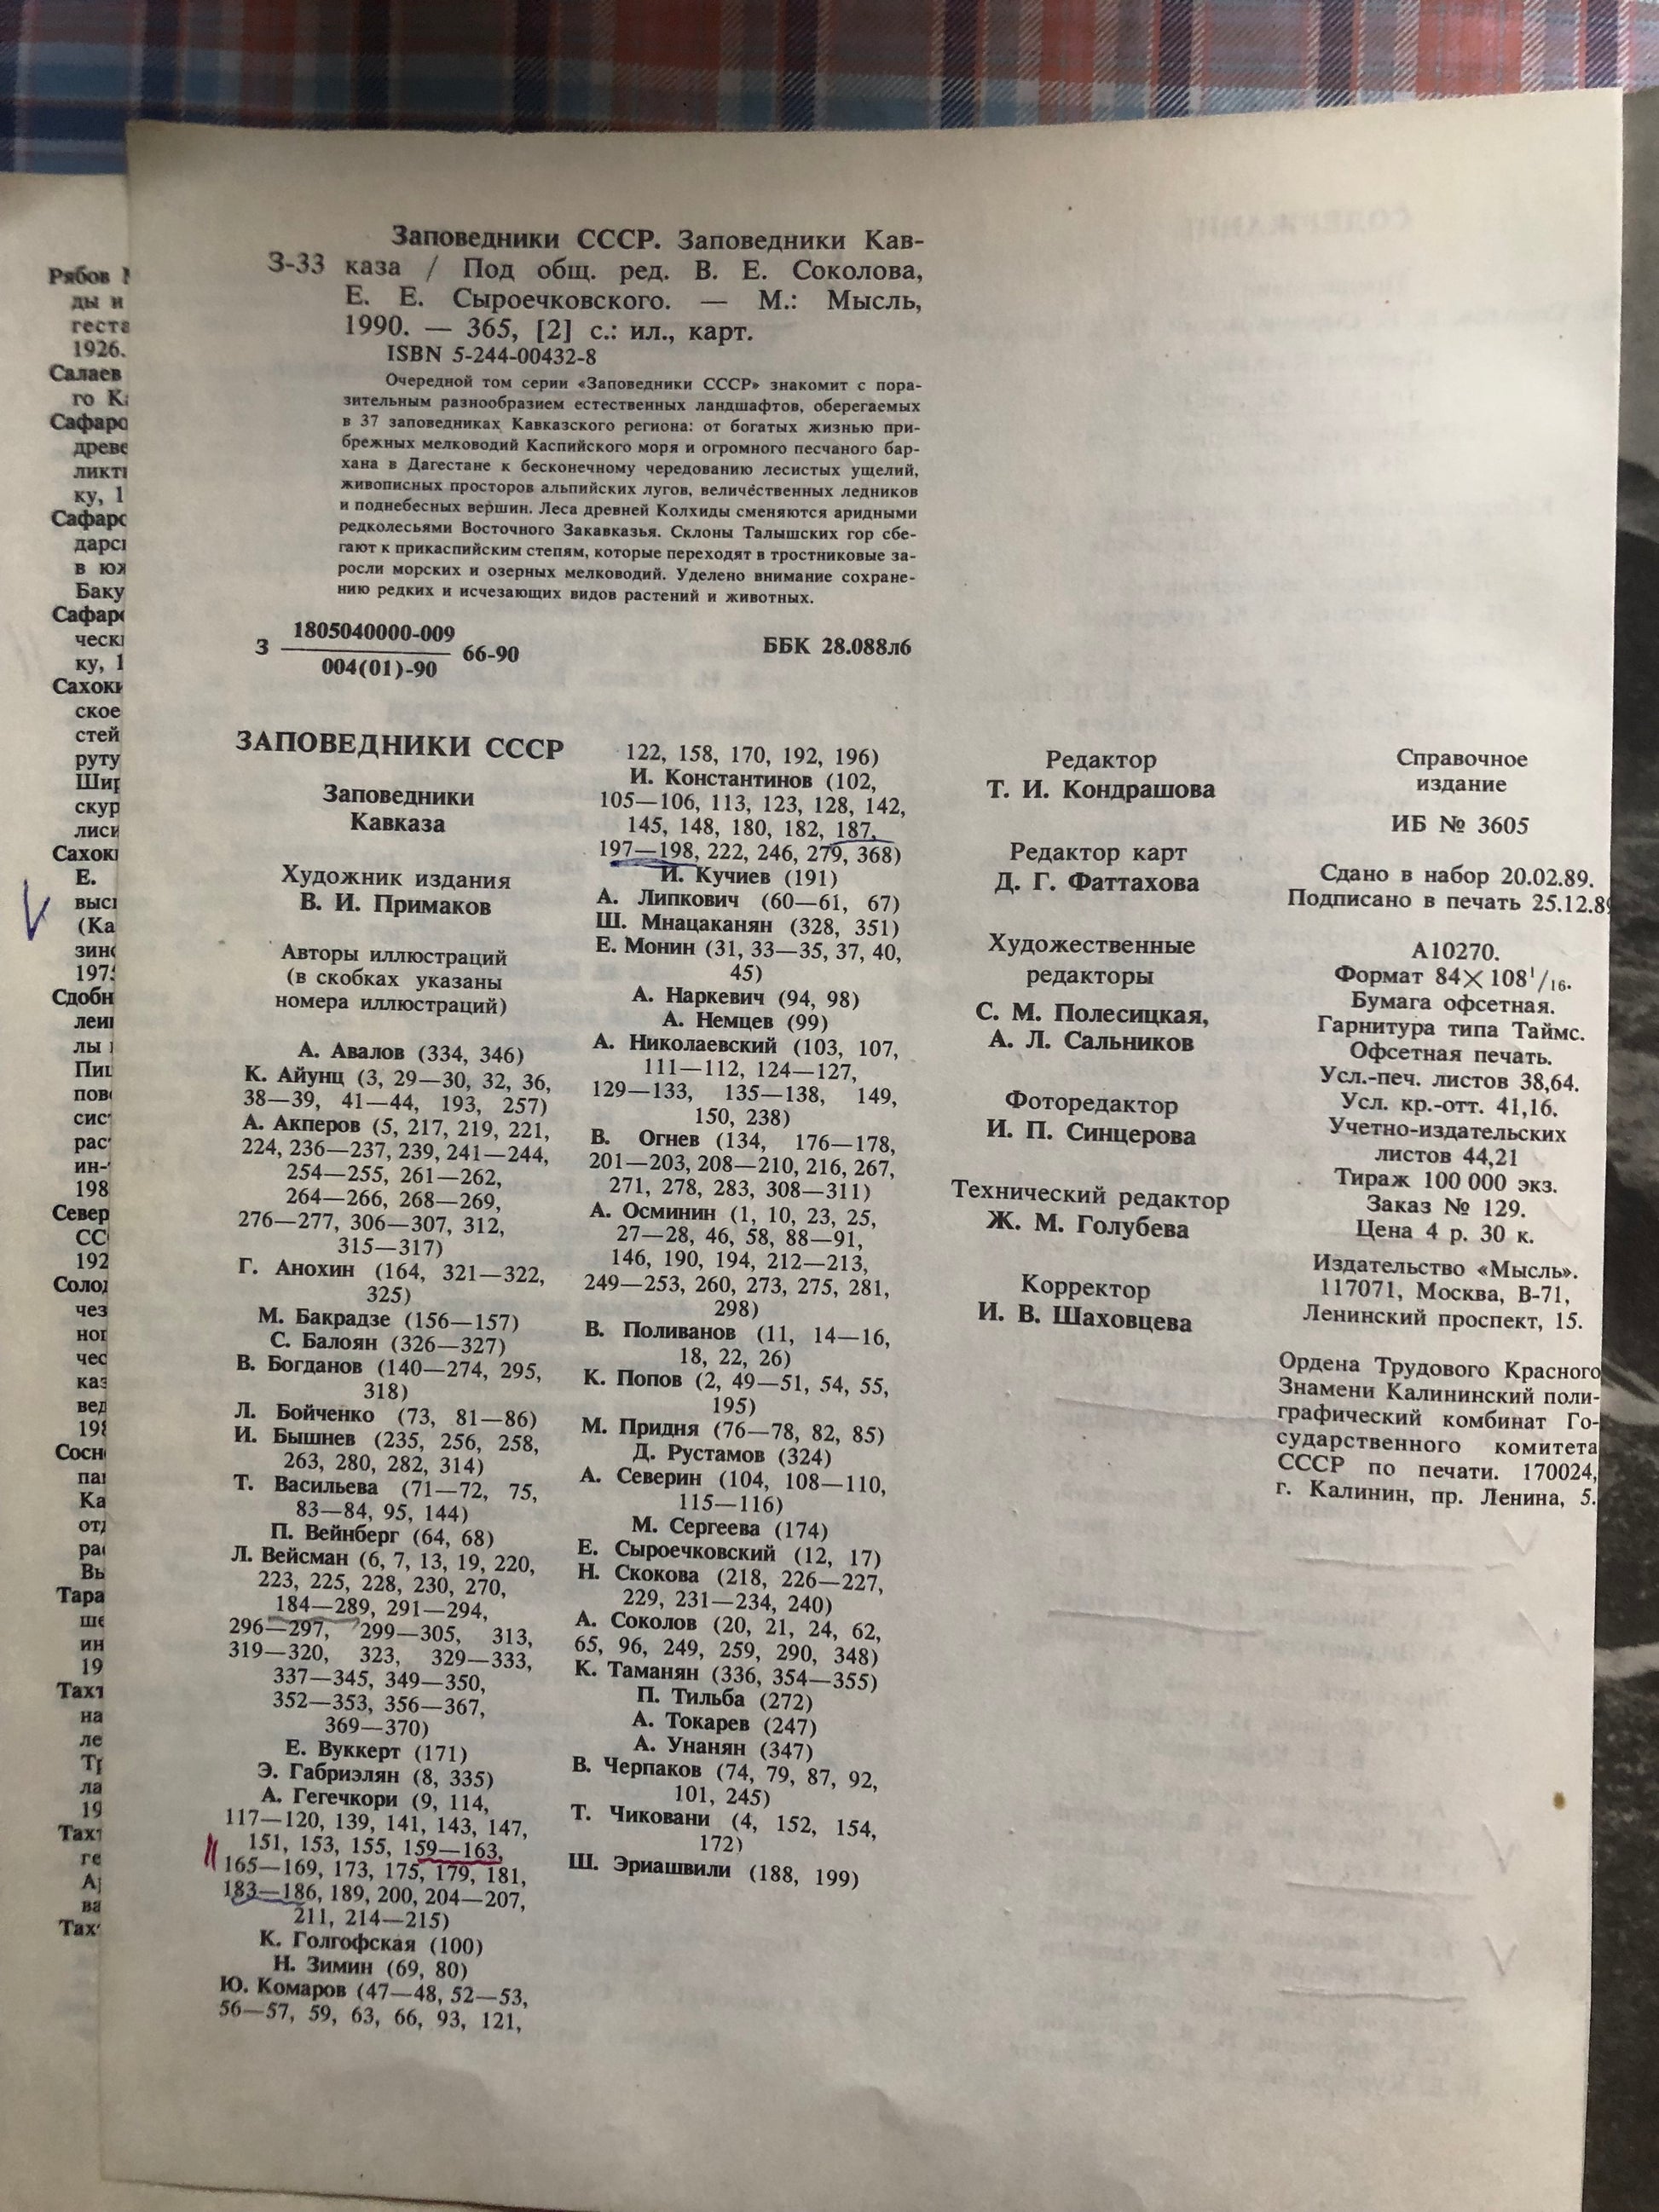 Заповедники СССР. Заповедники Кав-
З-33 каза / Под общ. ред. В. Е. Соколова,
Е. Е. Сыроечковского. — М.: Мысль,
1990. — 365, [2] с.: ил., карт.
ISBN 5-244-00432-8
Очередной том серии «Заповедники СССР» знакомит с пора-
зительным разнообразием естественных ландшафтов, оберегаемых
в 37 заповедниках Кавказского региона: от богатых жизнью при-
брежных мелководий Каспийского моря и огромного песчаного бар-
хана в Дагестане к бесконечному чередованию лесистых ущелий,
живописных просторов альпийских лугов, величественных ледников
и поднебесных вершин. Леса древней Колхиды сменяются аридными
редколесьями Восточного Закавказья. Склоны Талышских гор сбе-
гают к прикаспийским степям, которые переходят в тростниковые за-
росли морских и озерных мелководий. Уделено внимание сохране-
нию редких и исчезающих видов растений и животных.
1805040000-009
З 66-90 ББК 28.088л6
004(01)-90
ЗАПОВЕДНИКИ СССР
Заповедники
Кавказа
Художник издания
В. И. Примаков
Авторы иллюстраций
(в скобках указаны
номера иллюстраций)
А. Авалов (334, 346)
К. Айунц (3, 29—30, 32, 36,
38—39, 41—44, 193, 257)
А. Акперов (5, 217, 219, 221,
224, 236—237, 239, 241—244,
254—255, 261—262,
264—266, 268—269,
276—277, 306—307, 312,
315—317)
Г. Анохин (164, 321—322,
325)
М. Бакрадзе (156—157)
С. Балоян (326—327)
В. Богданов (140—274, 295,
318)
Л. Бойченко (73, 81—86)
И. Бышнев (235, 256, 258,
263, 280, 282, 314)
Т. Васильева (71—72, 75,
83—84, 95, 144)
П. Вейнберг (64, 68)
Л. Вейсман (6, 7, 13, 19, 220,
223, 225, 228, 230, 270,
184—289, 291—294,
296—297, 299—305, 313,
319—320, 323, 329—333,
337—345, 349—350,
352—353, 356—367,
369—370)
Е. Вуккерт (171)
Э. Габриэлян (8, 335)
А. Гегечкори (9, 114,
117—120, 139, 141, 143, 147,
151, 153, 155, 159—163,
165—169, 173, 175, 179, 181,
183—186, 189, 200, 204—207,
211, 214—215)
К. Голгофская (100)
Н. Зимин (69, 80)
Ю. Комаров (47—48, 52—53,
56—57, 59, 63, 66, 93, 121,
122, 158, 170, 192, 196)
И. Константинов (102,
105—106, 113, 123, 128, 142,
145, 148, 180, 182, 187,
197—198, 222, 246, 279, 368)
И. Кучиев (191)
А. Липкович (60—61, 67)
Ш. Мнацаканян (328, 351)
Е. Монин (31, 33—35, 37, 40,
45)
А. Наркевич (94, 98)
А. Немцев (99)
А. Николаевский (103, 107,
111—112, 124—127,
129—133, 135—138, 149,
150, 238)
В. Огнев (134, 176—178,
201—203, 208—210, 216, 267,
271, 278, 283, 308—311)
А. Осминин (1, 10, 23, 25,
27—28, 46, 58, 88—91,
146, 190, 194, 212—213,
249—253, 260, 273, 275, 281,
298)
В. Поливанов (11, 14—16,
18, 22, 26)
К. Попов (2, 49—51, 54, 55,
195)
М. Придня (76—78, 82, 85)
Д. Рустамов (324)
А. Северин (104, 108—110,
115—116)
М. Сергеева (174)
Е. Сыроечковский (12, 17)
Н. Скокова (218, 226—227,
229, 231—234, 240)
А. Соколов (20, 21, 24, 62,
65, 96, 249, 259, 290, 348)
К. Таманян (336, 354—355)
П. Тильба (272)
А. Токарев (247)
А. Унанян (347)
В. Черпаков (74, 79, 87, 92,
101, 245)
Т. Чиковани (4, 152, 154,
172)
Ш. Эриашвили (188, 199)
Редактор
Т. И. Кондрашова
Редактор карт
Д. Г. Фаттахова
Художественные
редакторы
С. М. Полесицкая,
А. Л. Сальников
Фоторедактор
И. П. Синцерова
Технический редактор
Ж. М. Голубева
Корректор
И. В. Шаховцева
Справочное
издание
ИБ № 3605
Сдано в набор 20.02.89.
Подписано в печать 25.12.89
А10270.
Формат 84×108¹/₁₆.
Бумага офсетная.
Гарнитура типа Таймс.
Офсетная печать.
Усл.-печ. листов 38,64.
Усл. кр.-отт. 41,16.
Учетно-издательских
листов 44,21
Тираж 100 000 экз.
Заказ № 129.
Цена 4 р. 30 к.
Издательство «Мысль».
117071, Москва, В-71,
Ленинский проспект, 15.
Ордена Трудового Красного
Знамени Калининский поли-
графический комбинат Го-
сударственного комитета
СССР по печати. 170024,
г. Калинин, пр. Ленина, 5.
Рябов
ды и
1926.
Салаев
ку, 1
в юж
Баку
ку, 1
ское
стей
руту
Е.
(Ка
198
192
19
19